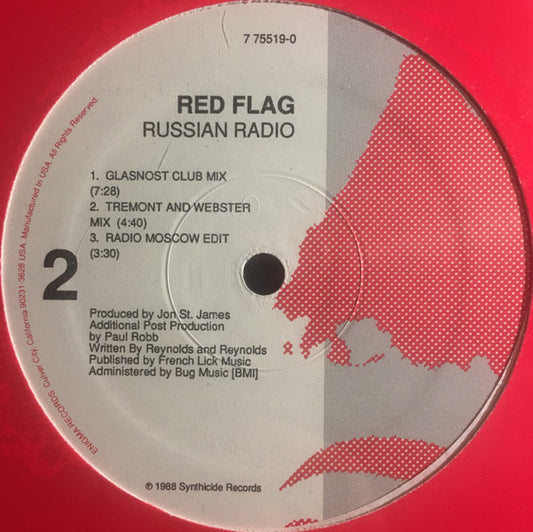 7 75519-0
RED FLAG
RUSSIAN RADIO
1. GLASNOST CLUB MIX
(7:28)
2. TREMONT AND WEBSTER
MIX (4:40)
3. RADIO MOSCOW EDIT
(3:30)
2
Produced by Jon St. James
Additional Post Production
by Paul Robb
Written By Reynolds and Reynolds
Published by French Lick Music
Administered by Bug Music [BMI]
℗ 1988 Synthicide Records
ENIGMA RECORDS Culver City, California 90231-3628 USA. Manufactured in USA. All Rights Reserved.